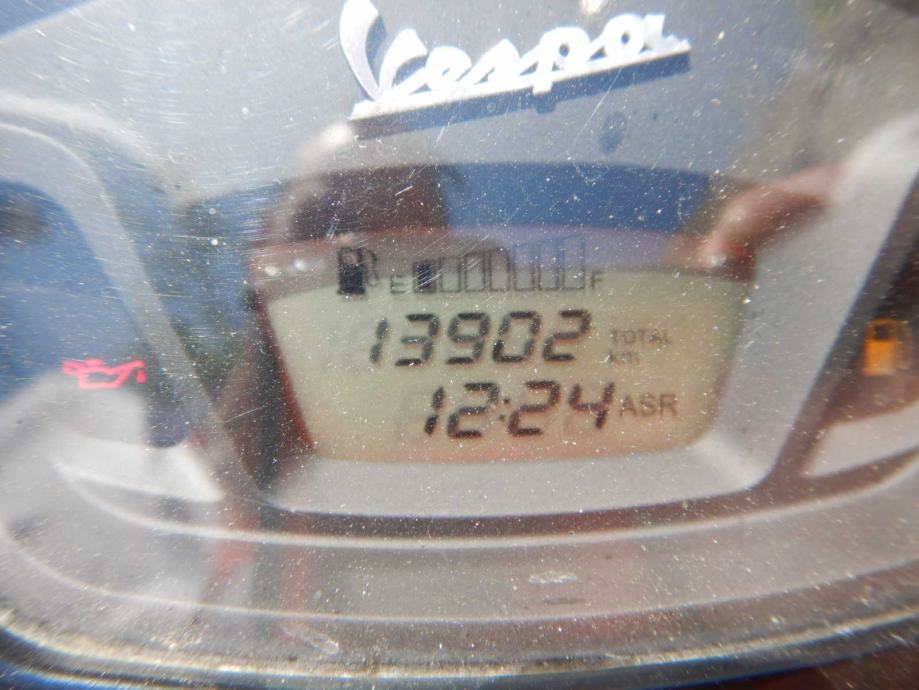 Vespa
E F
13902 TOTAL km
12:24 ASR